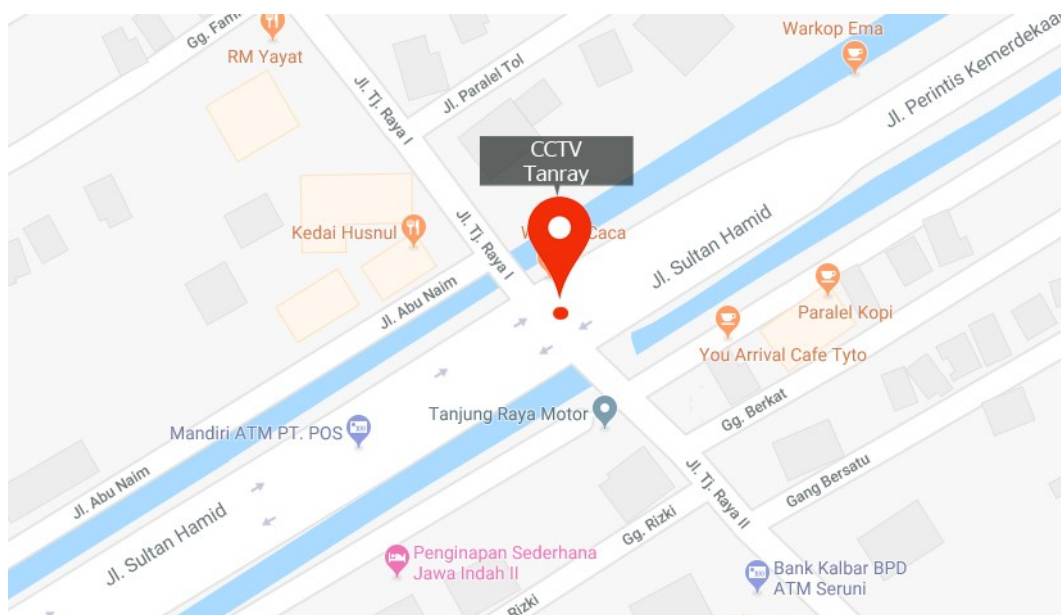 Gg. Fami
RM Yayat
Jl. Paralel Tol
Jl. Tj. Raya I
Warkop Ema
Jl. Perintis Kemerdekaan
CCTV
Tanray
Kedai Husnul
Jl. Tj. Raya I
Caca
Jl. Sultan Hamid
Jl. Abu Naim
Paralel Kopi
You Arrival Cafe Tyto
Tanjung Raya Motor
Gg. Berkat
Mandiri ATM PT. POS
Jl. Abu Naim
Jl. Tj. Raya II
Gang Bersatu
Jl. Sultan Hamid
Gg. Rizki
Penginapan Sederhana
Jawa Indah II
Bank Kalbar BPD
ATM Seruni
Rizki